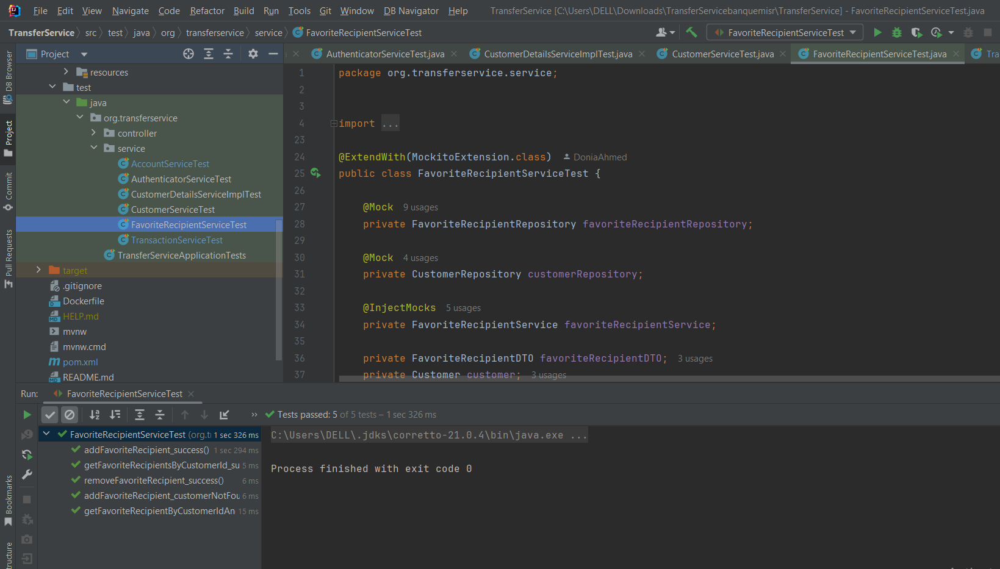 File Edit View Navigate Code Refactor Build Run Tools Git Window DB Navigator Help TransferService [C:\Users\DELL\Downloads\TransferServicebanquemisr\TransferService] - FavoriteRecipientServiceTest.java
TransferService src test java org transferservice service FavoriteRecipientServiceTest
FavoriteRecipientServiceTest
Project
AuthenticatorServiceTest.java CustomerDetailsServiceImplTest.java CustomerServiceTest.java FavoriteRecipientServiceTest.java Tra
DB Browser
Project
Commit
Pull Requests
Bookmarks
resources
test
java
org.transferservice
controller
service
AccountServiceTest
AuthenticatorServiceTest
CustomerDetailsServiceImplTest
CustomerServiceTest
FavoriteRecipientServiceTest
TransactionServiceTest
TransferServiceApplicationTests
target
.gitignore
Dockerfile
HELP.md
mvnw
mvnw.cmd
pom.xml
README.md
1 package org.transferservice.service;
2
3
4 import ...
23
24 @ExtendWith(MockitoExtension.class) DoniaAhmed
25 public class FavoriteRecipientServiceTest {
26
27 @Mock 9 usages
28 private FavoriteRecipientRepository favoriteRecipientRepository;
29
30 @Mock 4 usages
31 private CustomerRepository customerRepository;
32
33 @InjectMocks 5 usages
34 private FavoriteRecipientService favoriteRecipientService;
35
36 private FavoriteRecipientDTO favoriteRecipientDTO; 3 usages
37 private Customer customer; 3 usages
Run: FavoriteRecipientServiceTest
Tests passed: 5 of 5 tests – 1 sec 326 ms
FavoriteRecipientServiceTest (org.t 1 sec 326 ms
addFavoriteRecipient_success() 1 sec 294 ms
getFavoriteRecipientsByCustomerId_su 5 ms
removeFavoriteRecipient_success() 6 ms
addFavoriteRecipient_customerNotFou 6 ms
getFavoriteRecipientByCustomerIdAn 15 ms
C:\Users\DELL\.jdks\corretto-21.0.4\bin\java.exe ...
Process finished with exit code 0